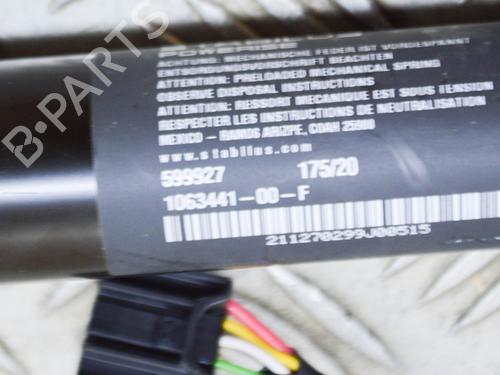 POWERISE
ACHTUNG: MECHANISCHE FEDER IST VORGESPANNT
ENTSORGUNGSVORSCHRIFT BEACHTEN
ATTENTION: PRELOADED MECHANICAL SPRING
OBSERVE DISPOSAL INSTRUCTIONS
ATTENTION: RESSORT MECANIQUE EST SOUS TENSION
RESPECTER LES INSTRUCTIONS DE NEUTRALISATION
MEXICO - RAMOS ARIZPE, COAH 25900
www.stabilus.com
599927 175/20
1063441-00-F
211270299J00515
B-PARTS